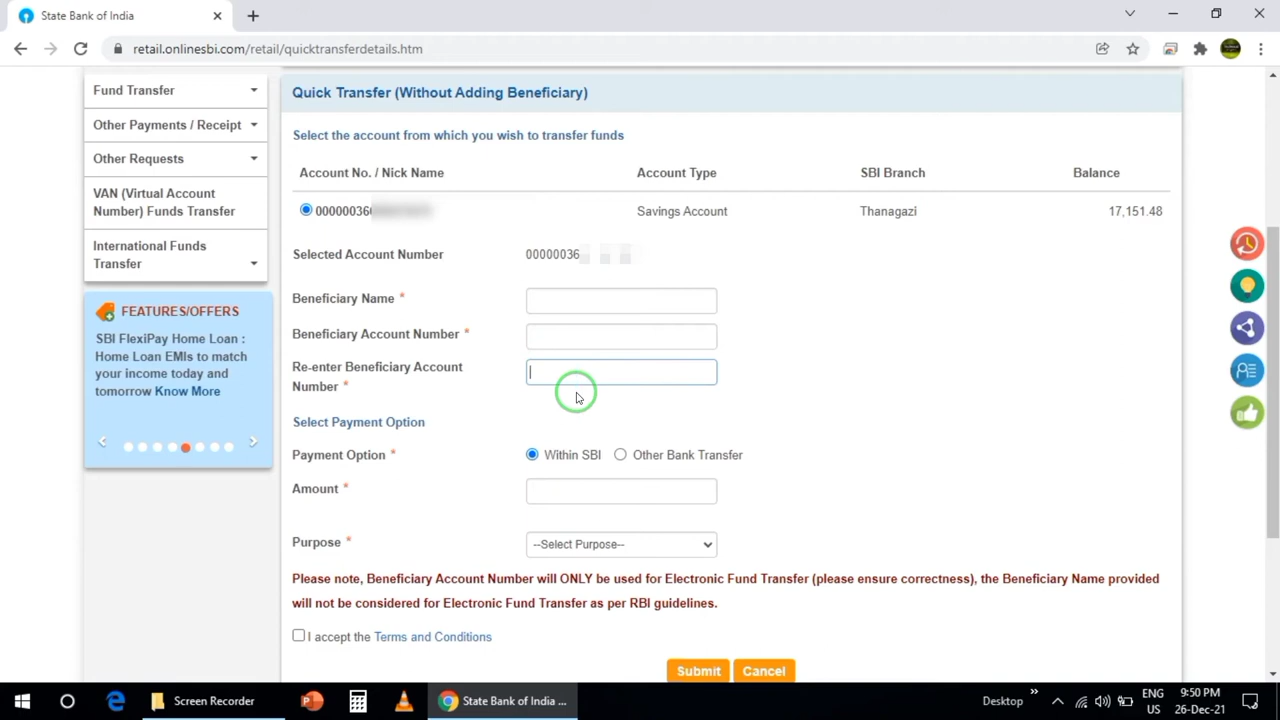 State Bank of India
retail.onlinesbi.com/retail/quicktransferdetails.htm
Fund Transfer
Other Payments / Receipt
Other Requests
VAN (Virtual Account
Number) Funds Transfer
International Funds
Transfer
FEATURES/OFFERS
SBI FlexiPay Home Loan :
Home Loan EMIs to match
your income today and
tomorrow Know More
Quick Transfer (Without Adding Beneficiary)
Select the account from which you wish to transfer funds
Account No. / Nick Name Account Type SBI Branch Balance
00000036 Savings Account Thanagazi 17,151.48
Selected Account Number 00000036
Beneficiary Name *
Beneficiary Account Number *
Re-enter Beneficiary Account
Number *
Select Payment Option
Payment Option * Within SBI Other Bank Transfer
Amount *
Purpose * --Select Purpose--
Please note, Beneficiary Account Number will ONLY be used for Electronic Fund Transfer (please ensure correctness), the Beneficiary Name provided
will not be considered for Electronic Fund Transfer as per RBI guidelines.
I accept the Terms and Conditions
Submit Cancel
Screen Recorder
State Bank of India ...
Desktop
ENG
US
9:50 PM
26-Dec-21